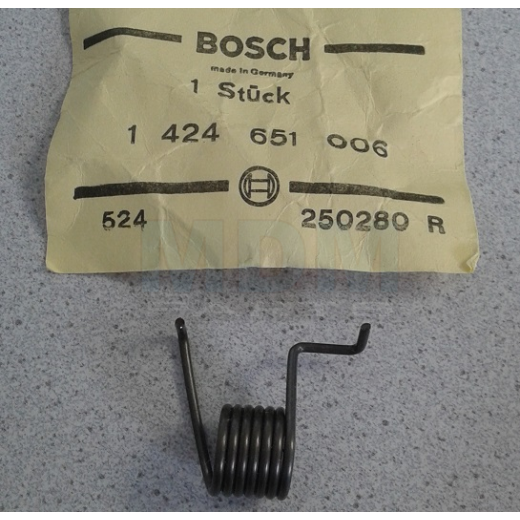 BOSCH
made in Germany
1 Stück
1 424 651 006
524 250280 R